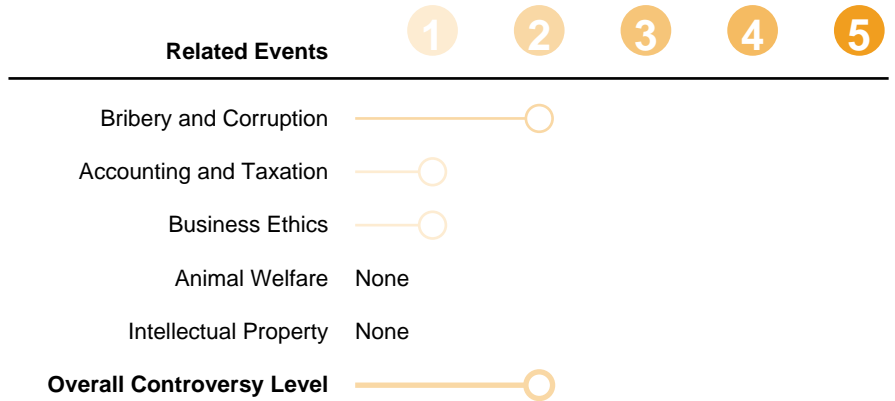 Related Events 1 2 3 4 5
Bribery and Corruption
Accounting and Taxation
Business Ethics
Animal Welfare None
Intellectual Property None
Overall Controversy Level